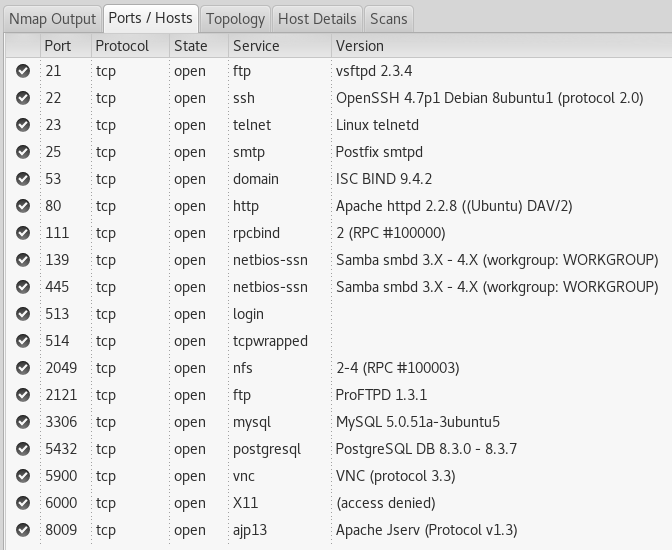 Nmap Output Ports / Hosts Topology Host Details Scans
Port Protocol State Service Version
21 tcp open ftp vsftpd 2.3.4
22 tcp open ssh OpenSSH 4.7p1 Debian 8ubuntu1 (protocol 2.0)
23 tcp open telnet Linux telnetd
25 tcp open smtp Postfix smtpd
53 tcp open domain ISC BIND 9.4.2
80 tcp open http Apache httpd 2.2.8 ((Ubuntu) DAV/2)
111 tcp open rpcbind 2 (RPC #100000)
139 tcp open netbios-ssn Samba smbd 3.X - 4.X (workgroup: WORKGROUP)
445 tcp open netbios-ssn Samba smbd 3.X - 4.X (workgroup: WORKGROUP)
513 tcp open login
514 tcp open tcpwrapped
2049 tcp open nfs 2-4 (RPC #100003)
2121 tcp open ftp ProFTPD 1.3.1
3306 tcp open mysql MySQL 5.0.51a-3ubuntu5
5432 tcp open postgresql PostgreSQL DB 8.3.0 - 8.3.7
5900 tcp open vnc VNC (protocol 3.3)
6000 tcp open X11 (access denied)
8009 tcp open ajp13 Apache Jserv (Protocol v1.3)